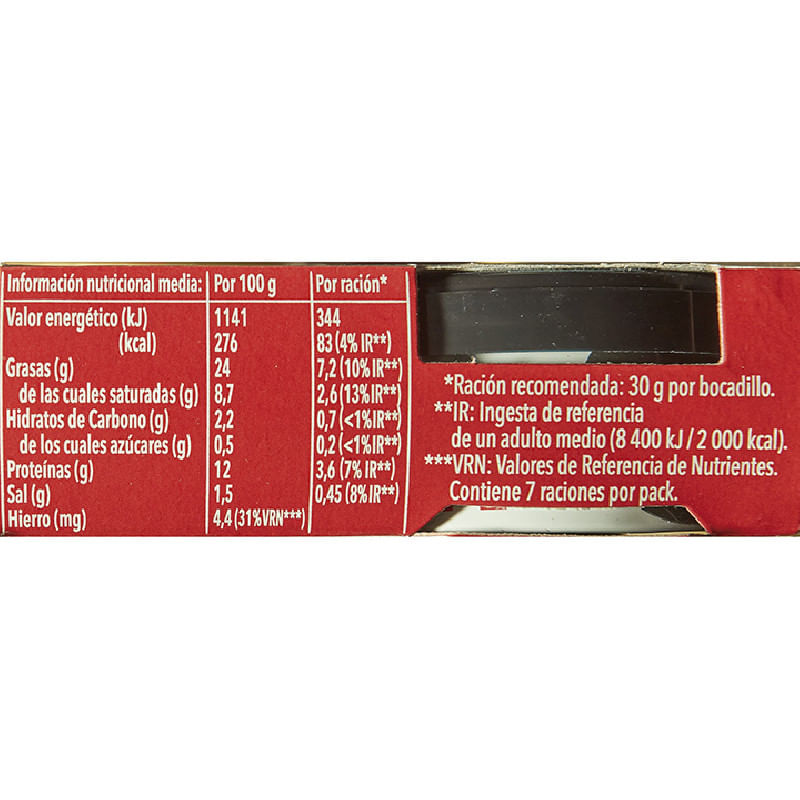 Información nutricional media: Por 100 g Por ración*
Valor energético (kJ) 1141 344
(kcal) 276 83 (4% IR**)
Grasas (g) 24 7,2 (10% IR**)
de las cuales saturadas (g) 8,7 2,6 (13% IR**)
Hidratos de Carbono (g) 2,2 0,7 (<1% IR**)
de los cuales azúcares (g) 0,5 0,2 (<1% IR**)
Proteínas (g) 12 3,6 (7% IR**)
Sal (g) 1,5 0,45 (8% IR**)
Hierro (mg) 4,4 (31% VRN***)
*Ración recomendada: 30 g por bocadillo.
**IR: Ingesta de referencia
de un adulto medio (8 400 kJ / 2 000 kcal).
***VRN: Valores de Referencia de Nutrientes.
Contiene 7 raciones por pack.